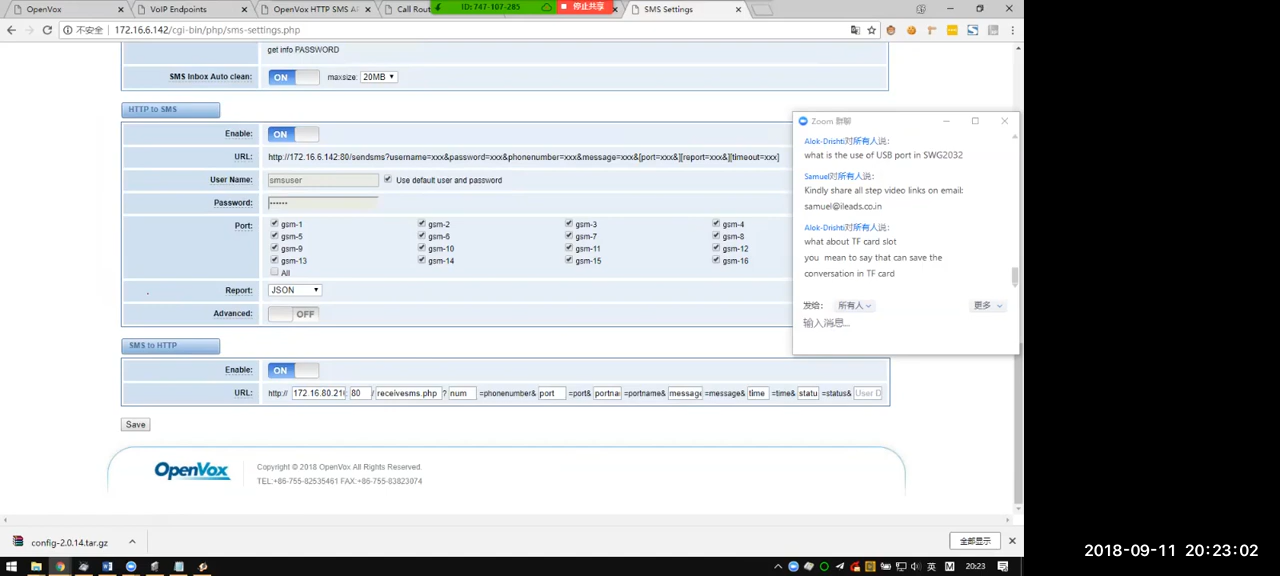 OpenVox
VoIP Endpoints
OpenVox HTTP SMS A
Call Rout
ID: 747-107-285
停止共享
SMS Settings
不安全 172.16.6.142/cgi-bin/php/sms-settings.php
get info PASSWORD
SMS Inbox Auto clean: ON maxsize: 20MB
HTTP to SMS
Enable: ON
URL: http://172.16.6.142:80/sendsms?username=xxx&password=xxx&phonenumber=xxx&message=xxx&[port=xxx&][report=xxx&][timeout=xxx]
User Name: smsuser Use default user and password
Password: ••••••
Port: gsm-1 gsm-2 gsm-3 gsm-4
gsm-5 gsm-6 gsm-7 gsm-8
gsm-9 gsm-10 gsm-11 gsm-12
gsm-13 gsm-14 gsm-15 gsm-16
All
Report: JSON
Advanced: OFF
SMS to HTTP
Enable: ON
URL: http:// 172.16.80.21 80 / receivesms.php ? num =phonenumber& port =port& portna =portname& message =message& time =time& statu =status& User D
Save
OpenVox
Copyright © 2018 OpenVox All Rights Reserved.
TEL:+86-755-82535461 FAX:+86-755-83823074
Zoom 群聊
Alok-Drishti对所有人说:
what is the use of USB port in SWG2032
Samuel对所有人说:
Kindly share all step video links on email:
samuel@ileads.co.in
Alok-Drishti对所有人说:
what about TF card slot
you mean to say that can save the
conversation in TF card
发给: 所有人 更多
输入消息...
config-2.0.14.tar.gz
全部显示
英 M 20:23
2018-09-11 20:23:02